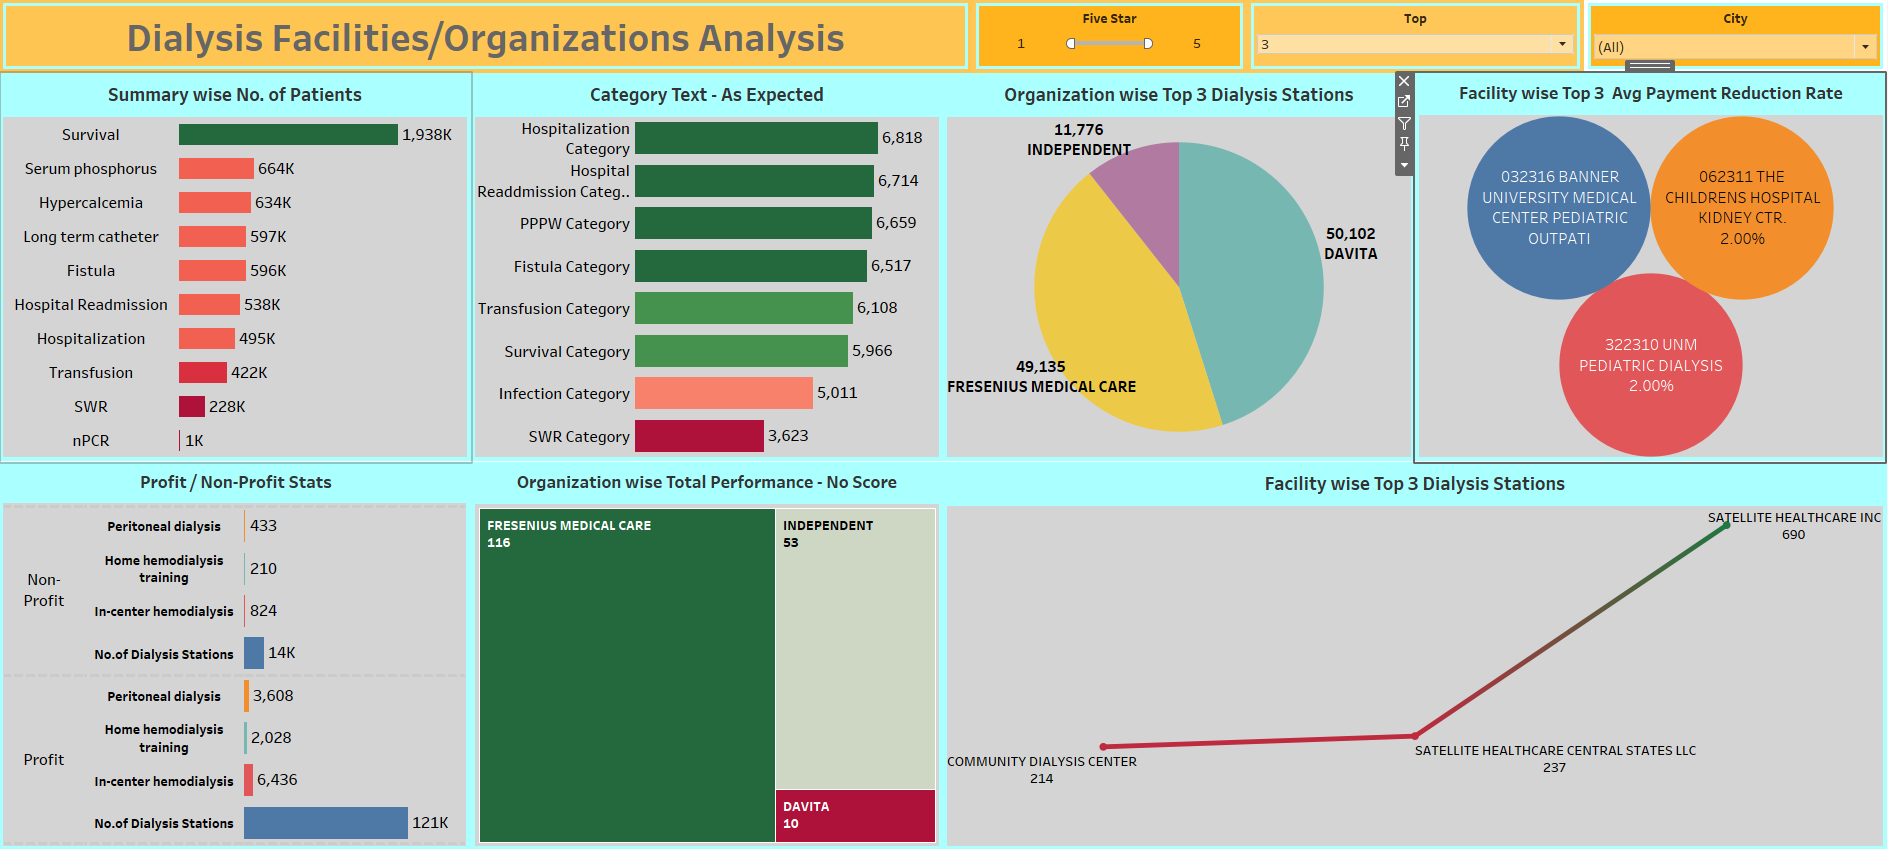 Dialysis Facilities/Organizations Analysis
Five Star
1
5
Top
3
City
(All)
Summary wise No. of Patients
Survival
1,938K
Serum phosphorus
664K
Hypercalcemia
634K
Long term catheter
597K
Fistula
596K
Hospital Readmission
538K
Hospitalization
495K
Transfusion
422K
SWR
228K
nPCR
1K
Category Text - As Expected
Hospitalization
Category
6,818
Hospital
Readdmission Categ..
6,714
PPPW Category
6,659
Fistula Category
6,517
Transfusion Category
6,108
Survival Category
5,966
Infection Category
5,011
SWR Category
3,623
Organization wise Top 3 Dialysis Stations
11,776
INDEPENDENT
50,102
DAVITA
49,135
FRESENIUS MEDICAL CARE
Facility wise Top 3 Avg Payment Reduction Rate
032316 BANNER
UNIVERSITY MEDICAL
CENTER PEDIATRIC
OUTPATI
062311 THE
CHILDRENS HOSPITAL
KIDNEY CTR.
2.00%
322310 UNM
PEDIATRIC DIALYSIS
2.00%
Profit / Non-Profit Stats
Non-
Profit
Peritoneal dialysis
433
Home hemodialysis
training
210
In-center hemodialysis
824
No.of Dialysis Stations
14K
Profit
Peritoneal dialysis
3,608
Home hemodialysis
training
2,028
In-center hemodialysis
6,436
No.of Dialysis Stations
121K
Organization wise Total Performance - No Score
FRESENIUS MEDICAL CARE
116
INDEPENDENT
53
DAVITA
10
Facility wise Top 3 Dialysis Stations
SATELLITE HEALTHCARE INC
690
COMMUNITY DIALYSIS CENTER
214
SATELLITE HEALTHCARE CENTRAL STATES LLC
237